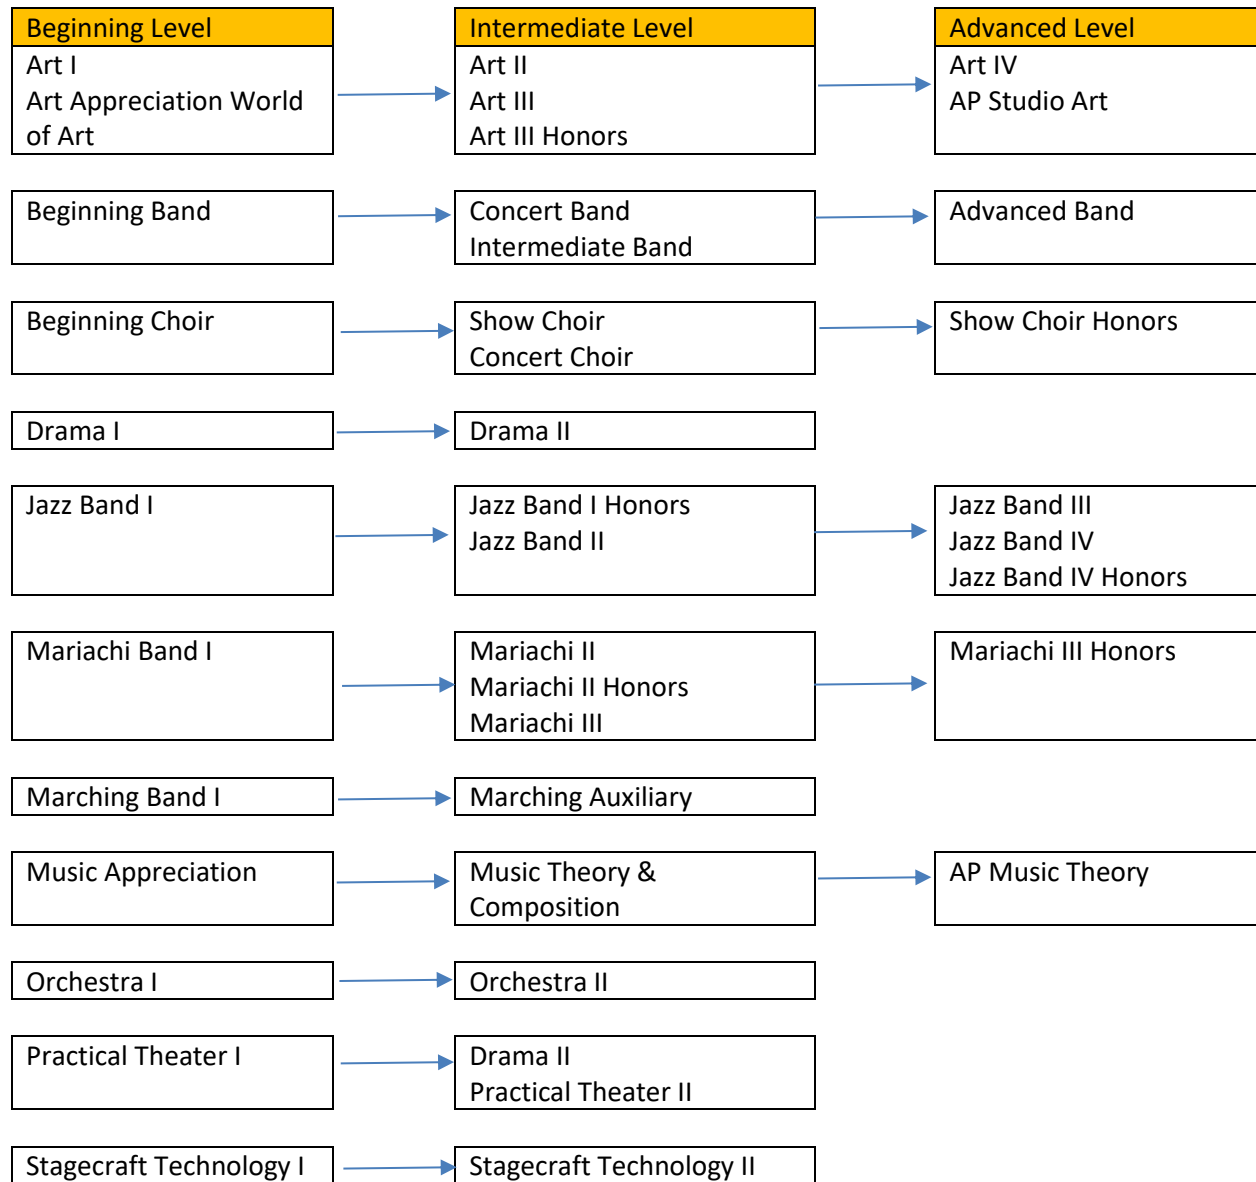 Beginning Level
Intermediate Level
Advanced Level
Art I
Art Appreciation World
of Art
Art II
Art III
Art III Honors
Art IV
AP Studio Art
Beginning Band
Concert Band
Intermediate Band
Advanced Band
Beginning Choir
Show Choir
Concert Choir
Show Choir Honors
Drama I
Drama II
Jazz Band I
Jazz Band I Honors
Jazz Band II
Jazz Band III
Jazz Band IV
Jazz Band IV Honors
Mariachi Band I
Mariachi II
Mariachi II Honors
Mariachi III
Mariachi III Honors
Marching Band I
Marching Auxiliary
Music Appreciation
Music Theory &
Composition
AP Music Theory
Orchestra I
Orchestra II
Practical Theater I
Drama II
Practical Theater II
Stagecraft Technology I
Stagecraft Technology II